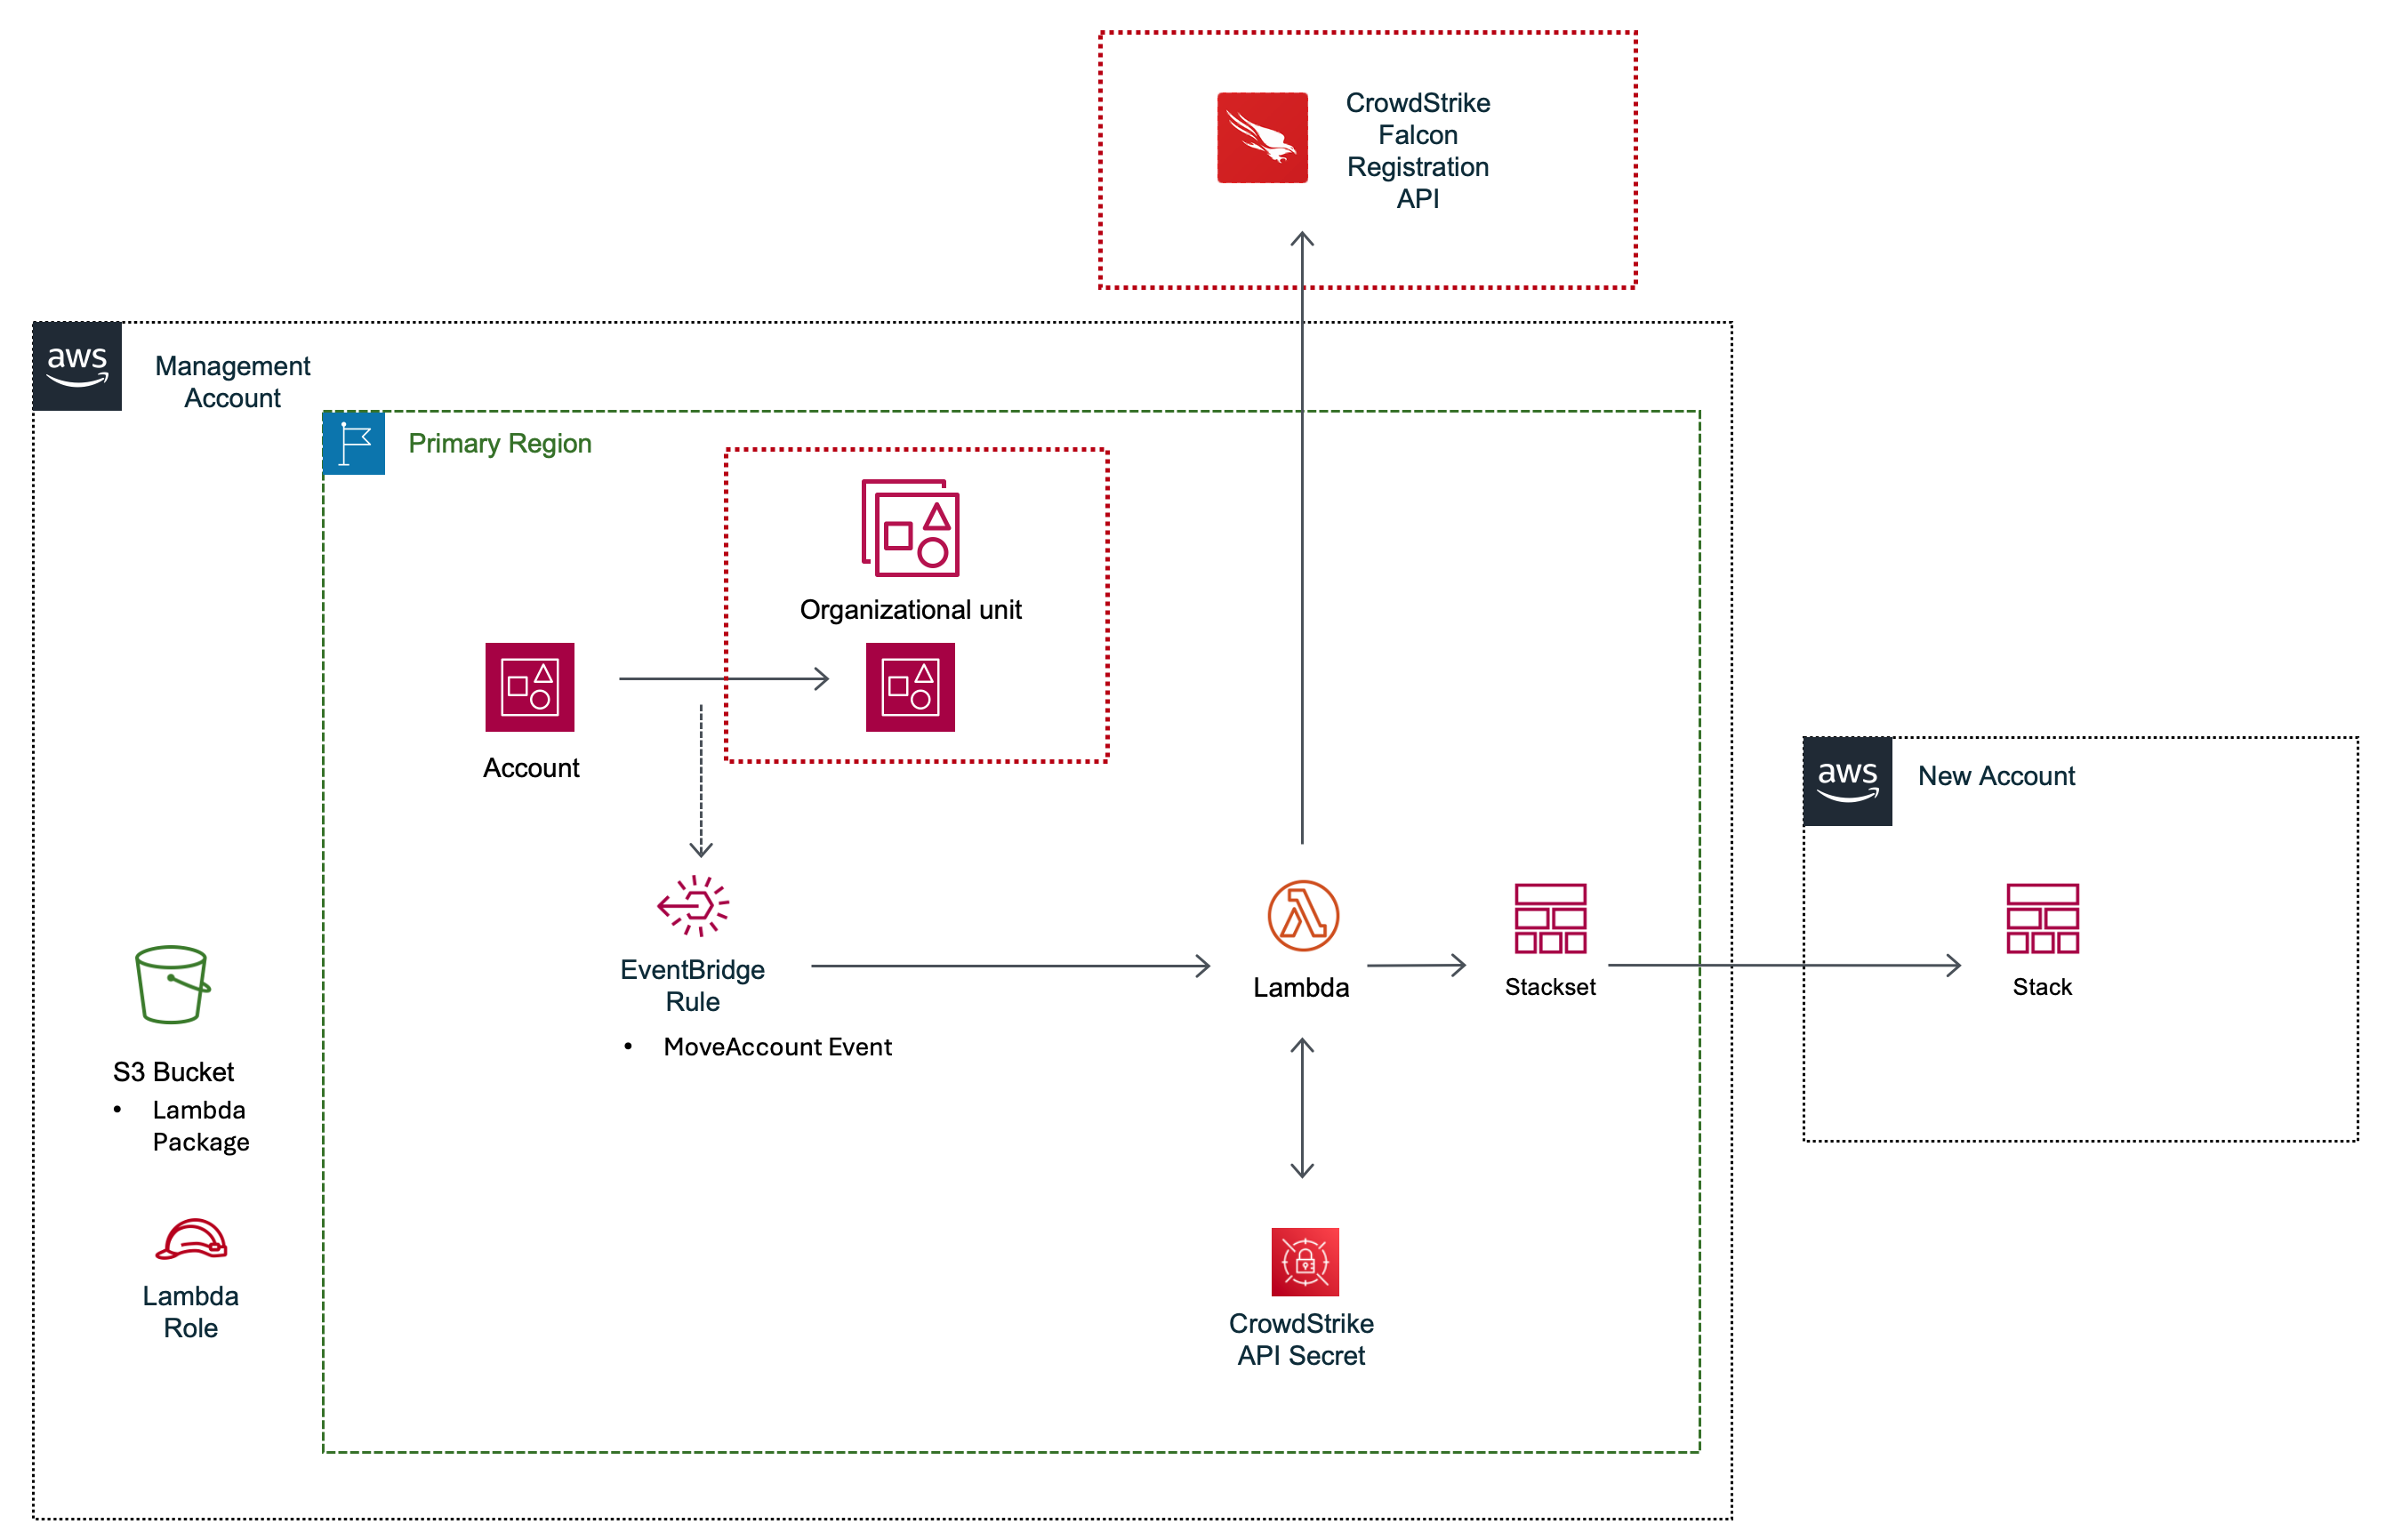 CrowdStrike
Falcon
Registration
API
aws
Management
Account
Primary Region
Organizational unit
Account
aws
New Account
EventBridge
Rule
• MoveAccount Event
Lambda
Stackset
Stack
S3 Bucket
• Lambda
Package
Lambda
Role
CrowdStrike
API Secret